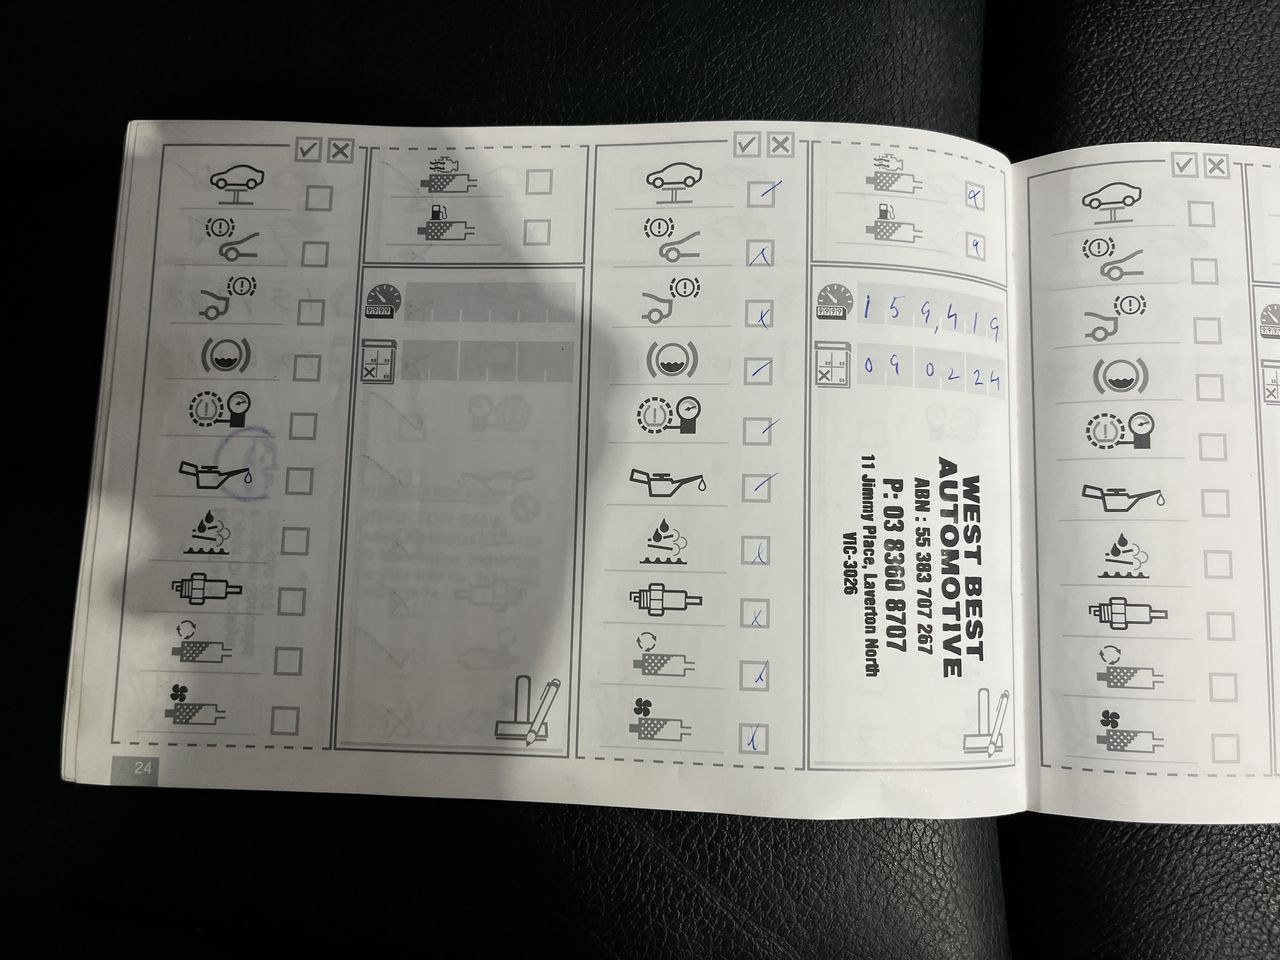 159,419
09 02 24
WEST BEST
AUTOMOTIVE
ABN : 55 383 707 267
P: 03 8360 8707
11 Jimmy Place, Laverton North
VIC-3026
24